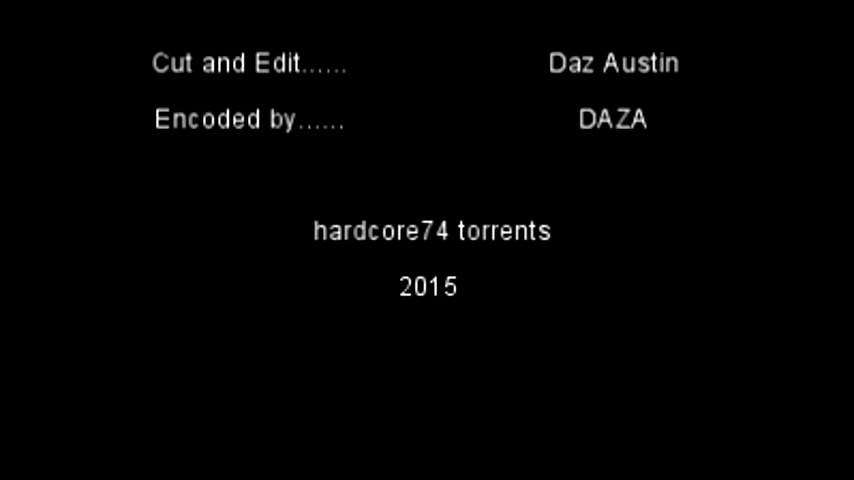 Cut and Edit...... Daz Austin
Encoded by...... DAZA
hardcore74 torrents
2015